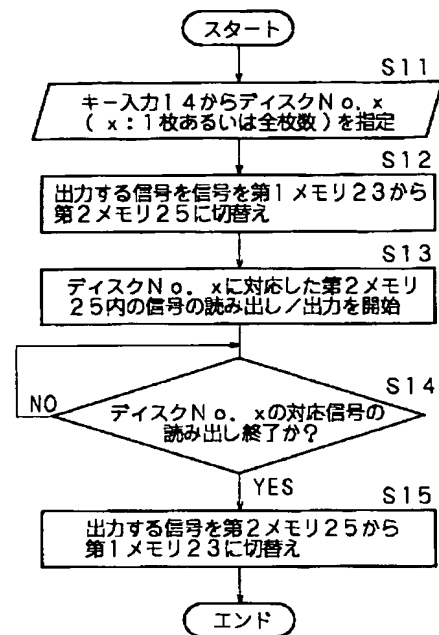 スタート
S11
キー入力14からディスクNo.x
(x:1枚あるいは全枚数)を指定
S12
出力する信号を信号を第1メモリ23から
第2メモリ25に切替え
S13
ディスクNo.xに対応した第2メモリ
25内の信号の読み出し/出力を開始
S14
NO
ディスクNo.xの対応信号の
読み出し終了か?
YES
S15
出力する信号を第2メモリ25から
第1メモリ23に切替え
エンド